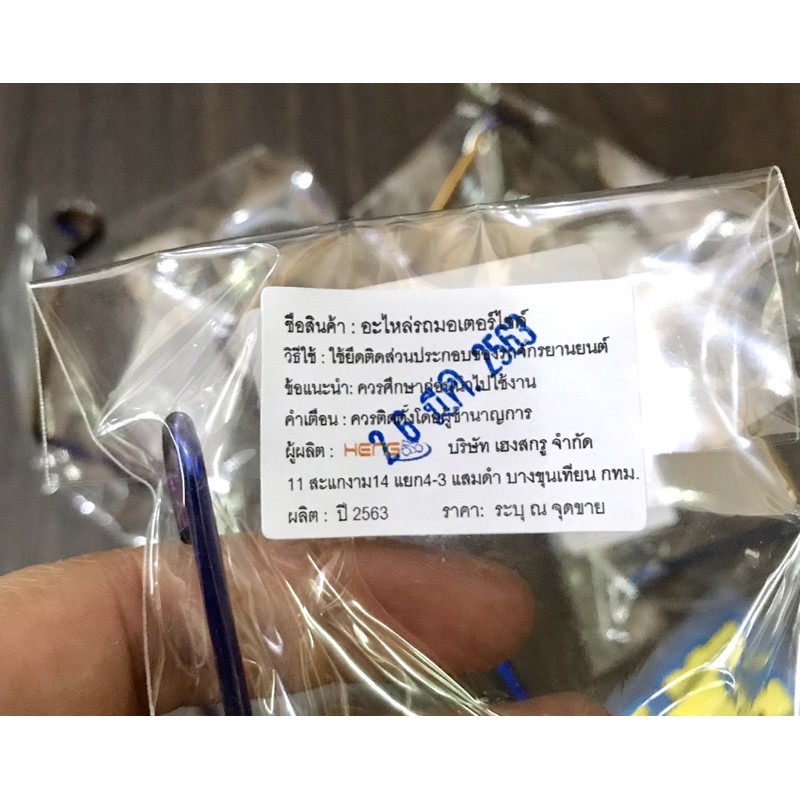 ชื่อสินค้า : อะไหล่รถมอเตอร์ไซค์
วิธีใช้ : ใช้ยึดติดส่วนประกอบของรถจักรยานยนต์
ข้อแนะนำ: ควรศึกษาก่อนนำไปใช้งาน
คำเตือน : ควรติดตั้งโดยผู้ชำนาญการ
ผู้ผลิต : HENG บริษัท เฮงสกรู จำกัด
11 สะแกงาม14 แยก4-3 แสมดำ บางขุนเทียน กทม.
ผลิต : ปี 2563 ราคา: ระบุ ณ จุดขาย
26 มี.ค. 2563